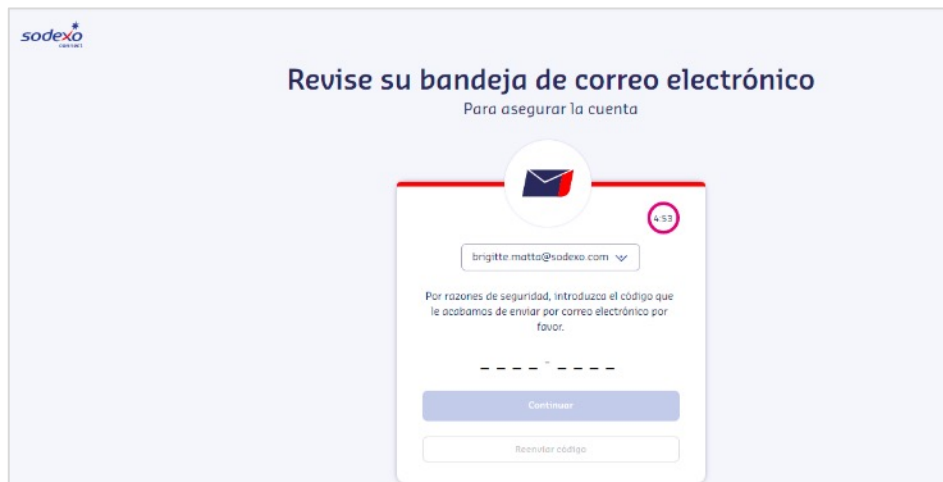 sodexo
connect
Revise su bandeja de correo electrónico
Para asegurar la cuenta
4:53
brigitte.matta@sodexo.com
Por razones de seguridad, introduzca el código que
le acabamos de enviar por correo electrónico por
favor.
_ _ _ _ - _ _ _ _
Continuar
Reenviar código